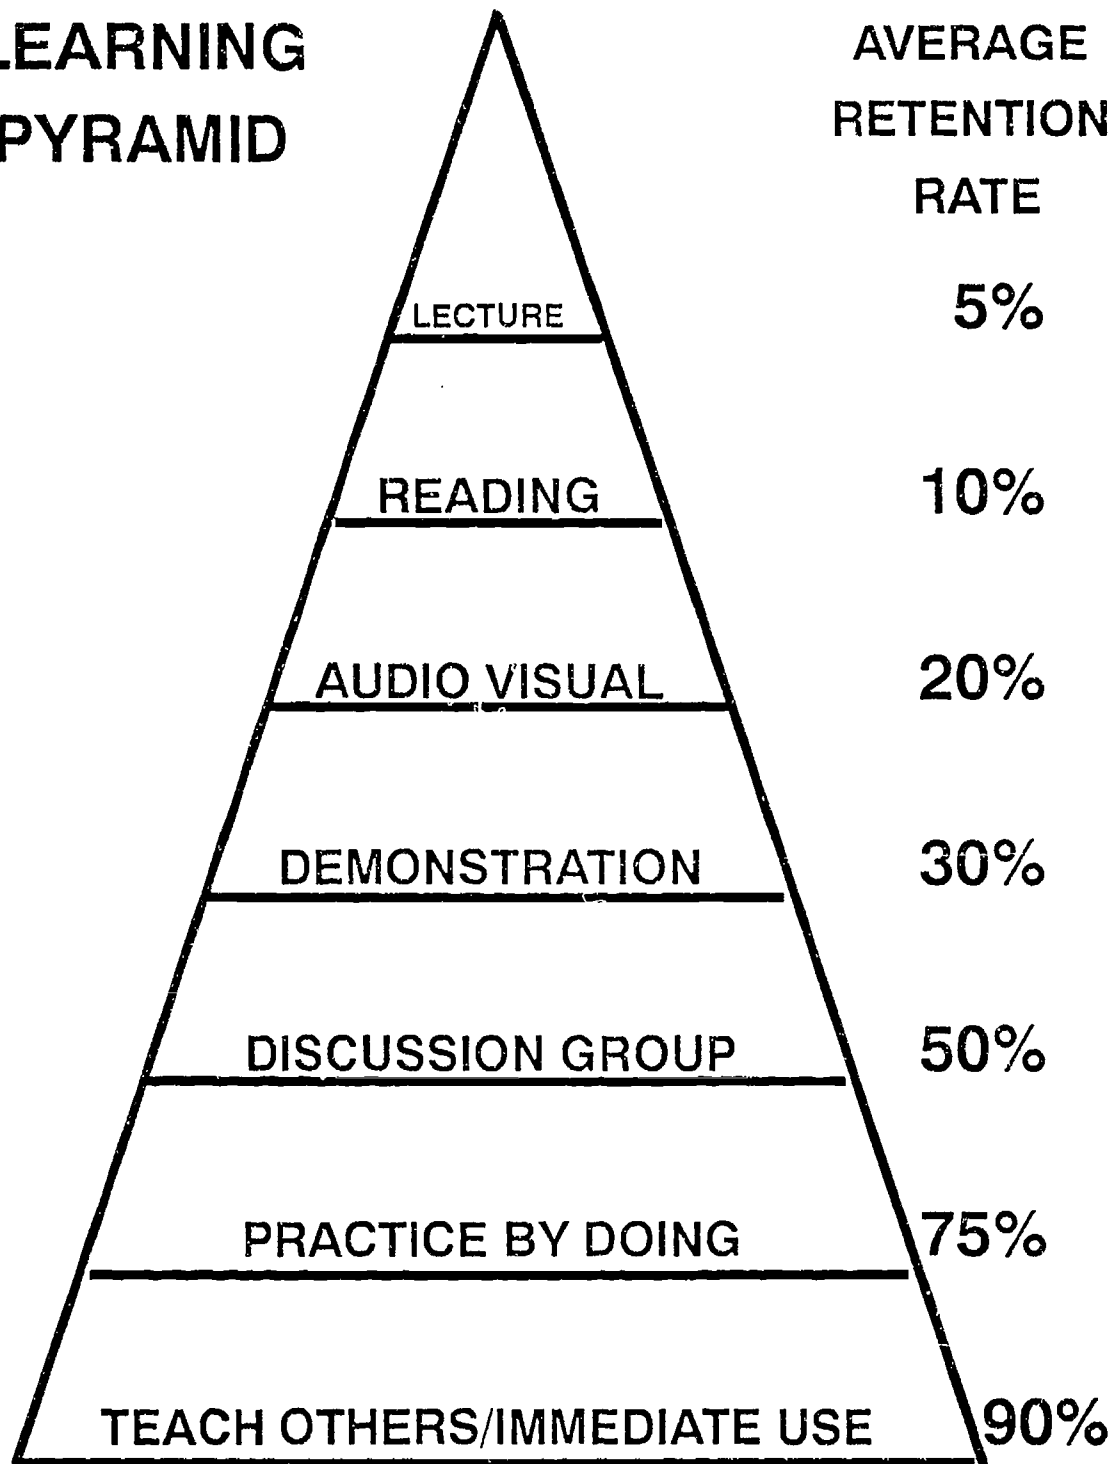 LEARNING
PYRAMID
AVERAGE
RETENTION
RATE
LECTURE 5%
READING 10%
AUDIO VISUAL 20%
DEMONSTRATION 30%
DISCUSSION GROUP 50%
PRACTICE BY DOING 75%
TEACH OTHERS/IMMEDIATE USE 90%